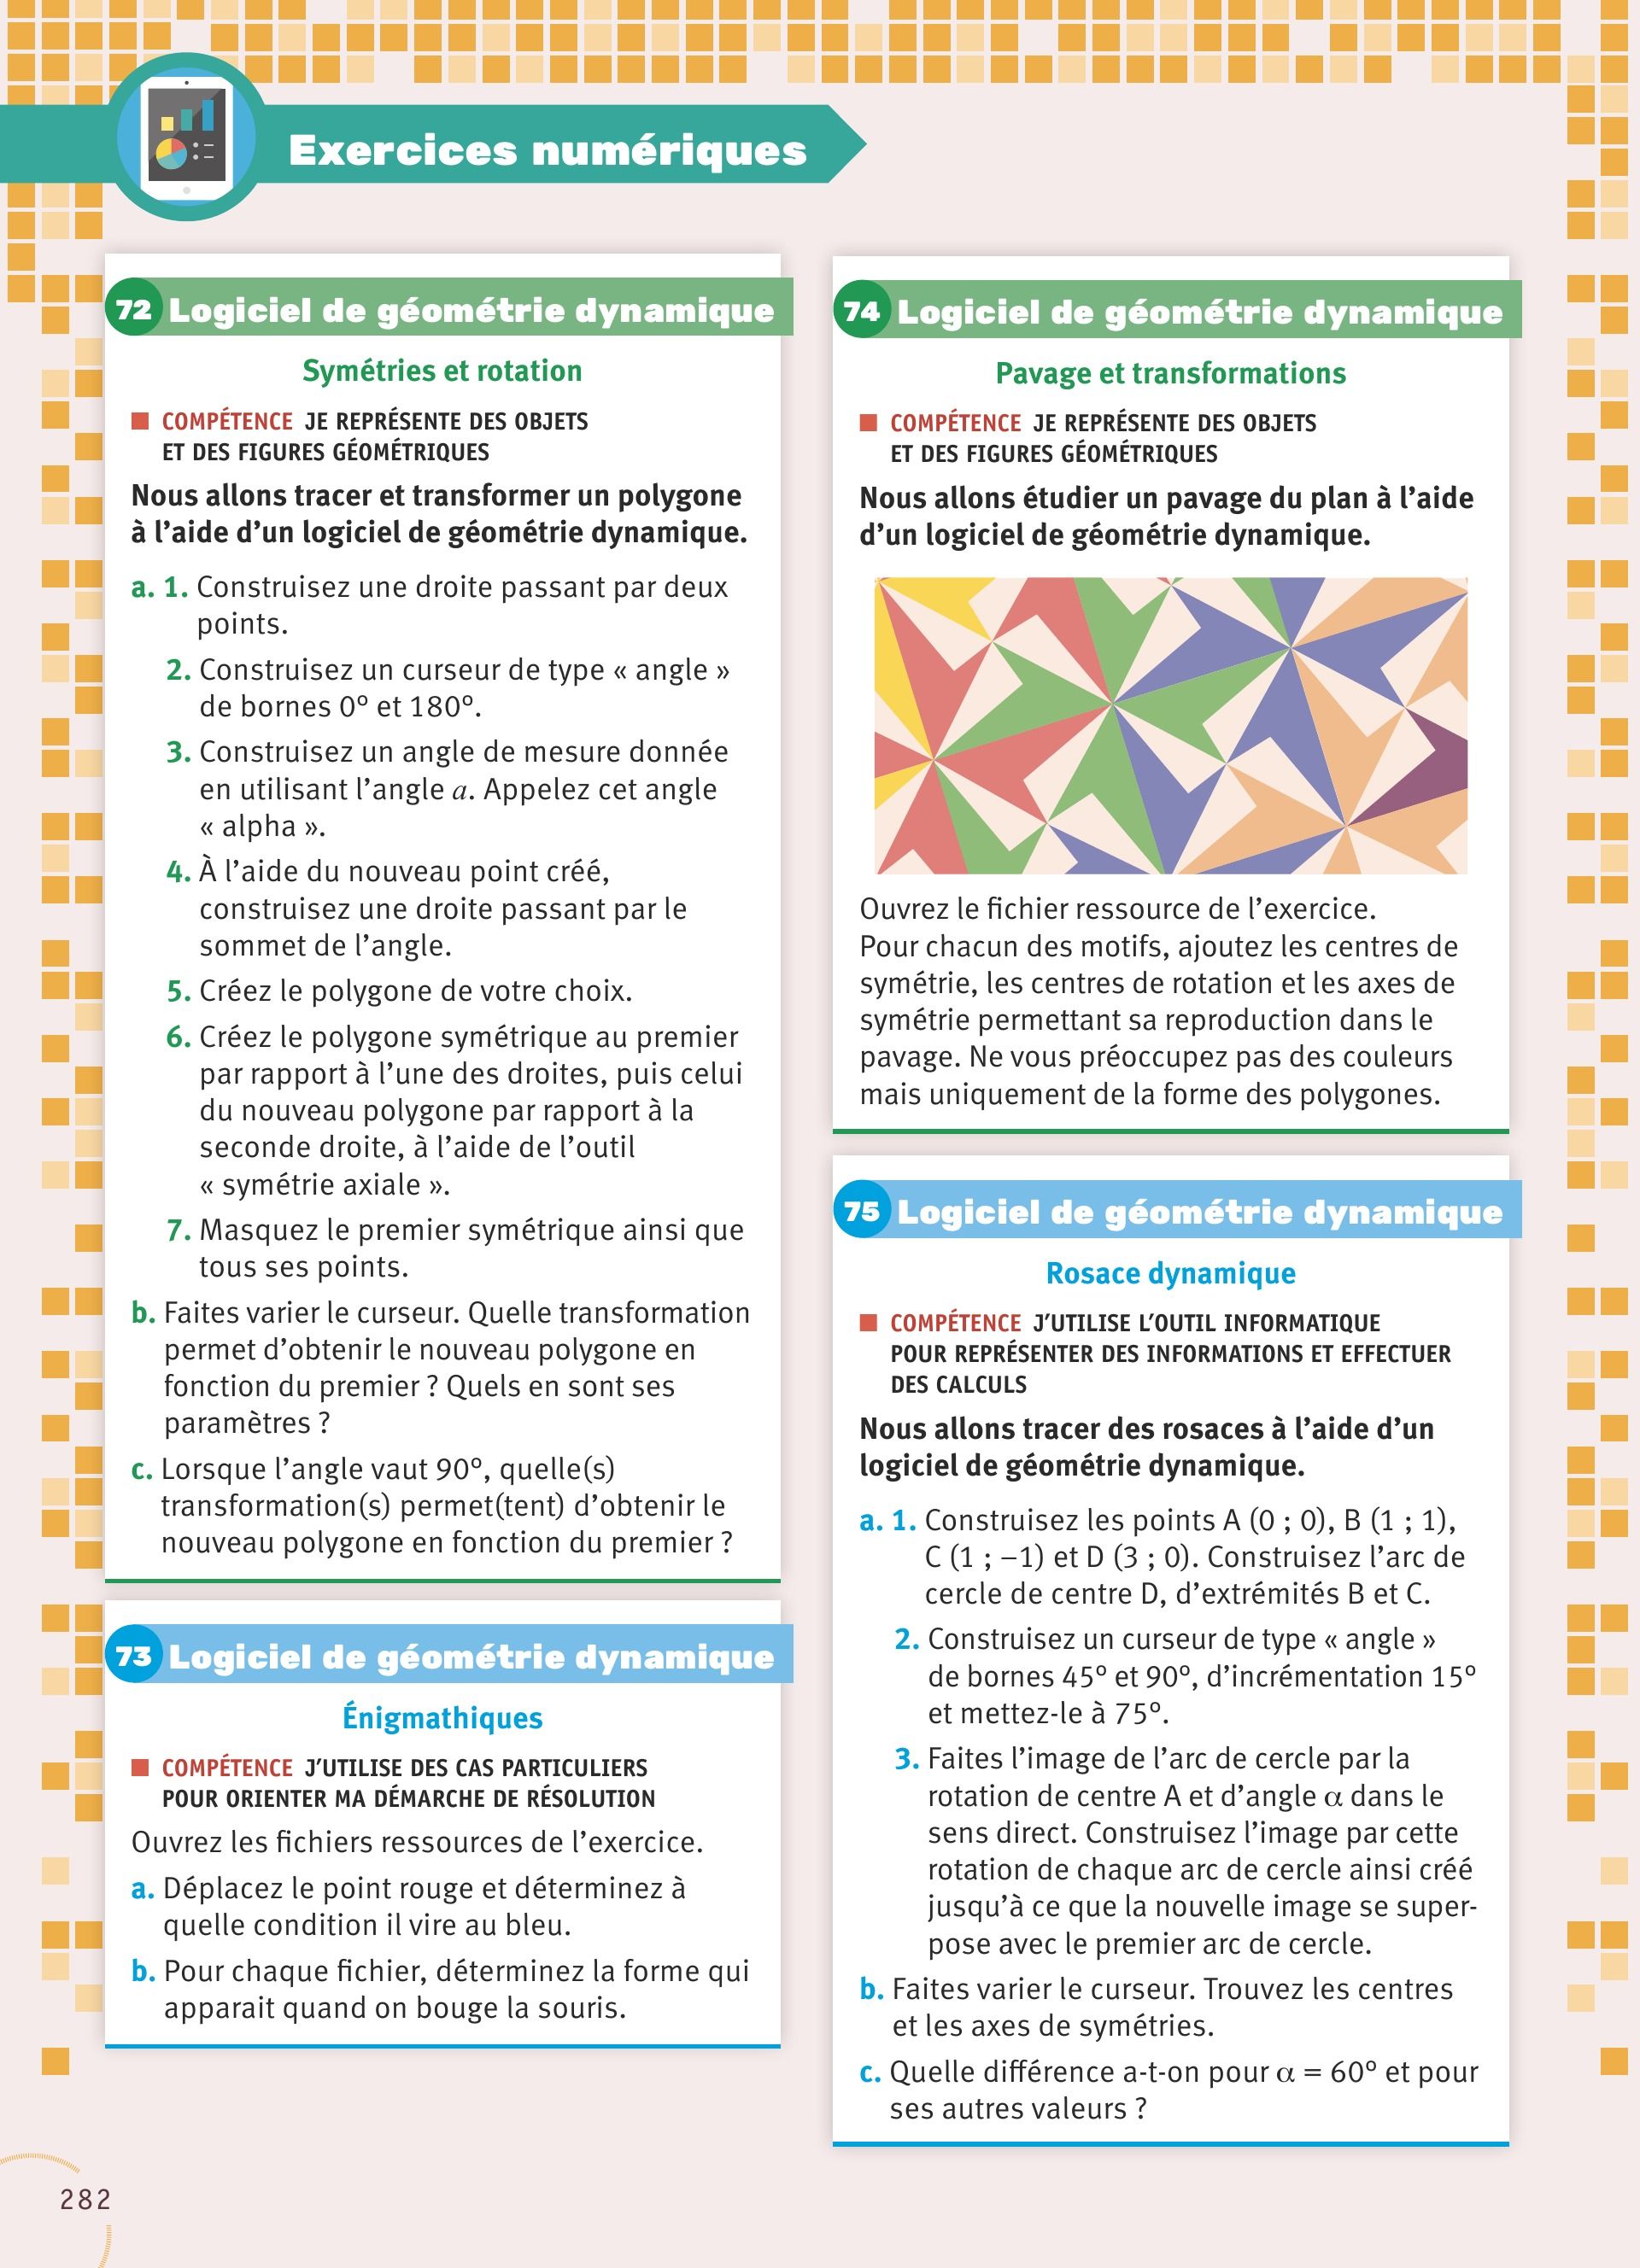 Exercices numériques
72 Logiciel de géométrie dynamique
Symétries et rotation
COMPÉTENCE JE REPRÉSENTE DES OBJETS
ET DES FIGURES GÉOMÉTRIQUES
Nous allons tracer et transformer un polygone
à l’aide d’un logiciel de géométrie dynamique.
a. 1. Construisez une droite passant par deux
points.
2. Construisez un curseur de type « angle »
de bornes 0° et 180°.
3. Construisez un angle de mesure donnée
en utilisant l’angle a. Appelez cet angle
« alpha ».
4. À l’aide du nouveau point créé,
construisez une droite passant par le
sommet de l’angle.
5. Créez le polygone de votre choix.
6. Créez le polygone symétrique au premier
par rapport à l’une des droites, puis celui
du nouveau polygone par rapport à la
seconde droite, à l’aide de l’outil
« symétrie axiale ».
7. Masquez le premier symétrique ainsi que
tous ses points.
b. Faites varier le curseur. Quelle transformation
permet d’obtenir le nouveau polygone en
fonction du premier ? Quels en sont ses
paramètres ?
c. Lorsque l’angle vaut 90°, quelle(s)
transformation(s) permet(tent) d’obtenir le
nouveau polygone en fonction du premier ?
73 Logiciel de géométrie dynamique
Énigmathiques
COMPÉTENCE J’UTILISE DES CAS PARTICULIERS
POUR ORIENTER MA DÉMARCHE DE RÉSOLUTION
Ouvrez les fichiers ressources de l’exercice.
a. Déplacez le point rouge et déterminez à
quelle condition il vire au bleu.
b. Pour chaque fichier, déterminez la forme qui
apparait quand on bouge la souris.
74 Logiciel de géométrie dynamique
Pavage et transformations
COMPÉTENCE JE REPRÉSENTE DES OBJETS
ET DES FIGURES GÉOMÉTRIQUES
Nous allons étudier un pavage du plan à l’aide
d’un logiciel de géométrie dynamique.
Ouvrez le fichier ressource de l’exercice.
Pour chacun des motifs, ajoutez les centres de
symétrie, les centres de rotation et les axes de
symétrie permettant sa reproduction dans le
pavage. Ne vous préoccupez pas des couleurs
mais uniquement de la forme des polygones.
75 Logiciel de géométrie dynamique
Rosace dynamique
COMPÉTENCE J’UTILISE L’OUTIL INFORMATIQUE
POUR REPRÉSENTER DES INFORMATIONS ET EFFECTUER
DES CALCULS
Nous allons tracer des rosaces à l’aide d’un
logiciel de géométrie dynamique.
a. 1. Construisez les points A (0 ; 0), B (1 ; 1),
C (1 ; –1) et D (3 ; 0). Construisez l’arc de
cercle de centre D, d’extrémités B et C.
2. Construisez un curseur de type « angle »
de bornes 45° et 90°, d’incrémentation 15°
et mettez-le à 75°.
3. Faites l’image de l’arc de cercle par la
rotation de centre A et d’angle α dans le
sens direct. Construisez l’image par cette
rotation de chaque arc de cercle ainsi créé
jusqu’à ce que la nouvelle image se super-
pose avec le premier arc de cercle.
b. Faites varier le curseur. Trouvez les centres
et les axes de symétries.
c. Quelle différence a-t-on pour α = 60° et pour
ses autres valeurs ?
282